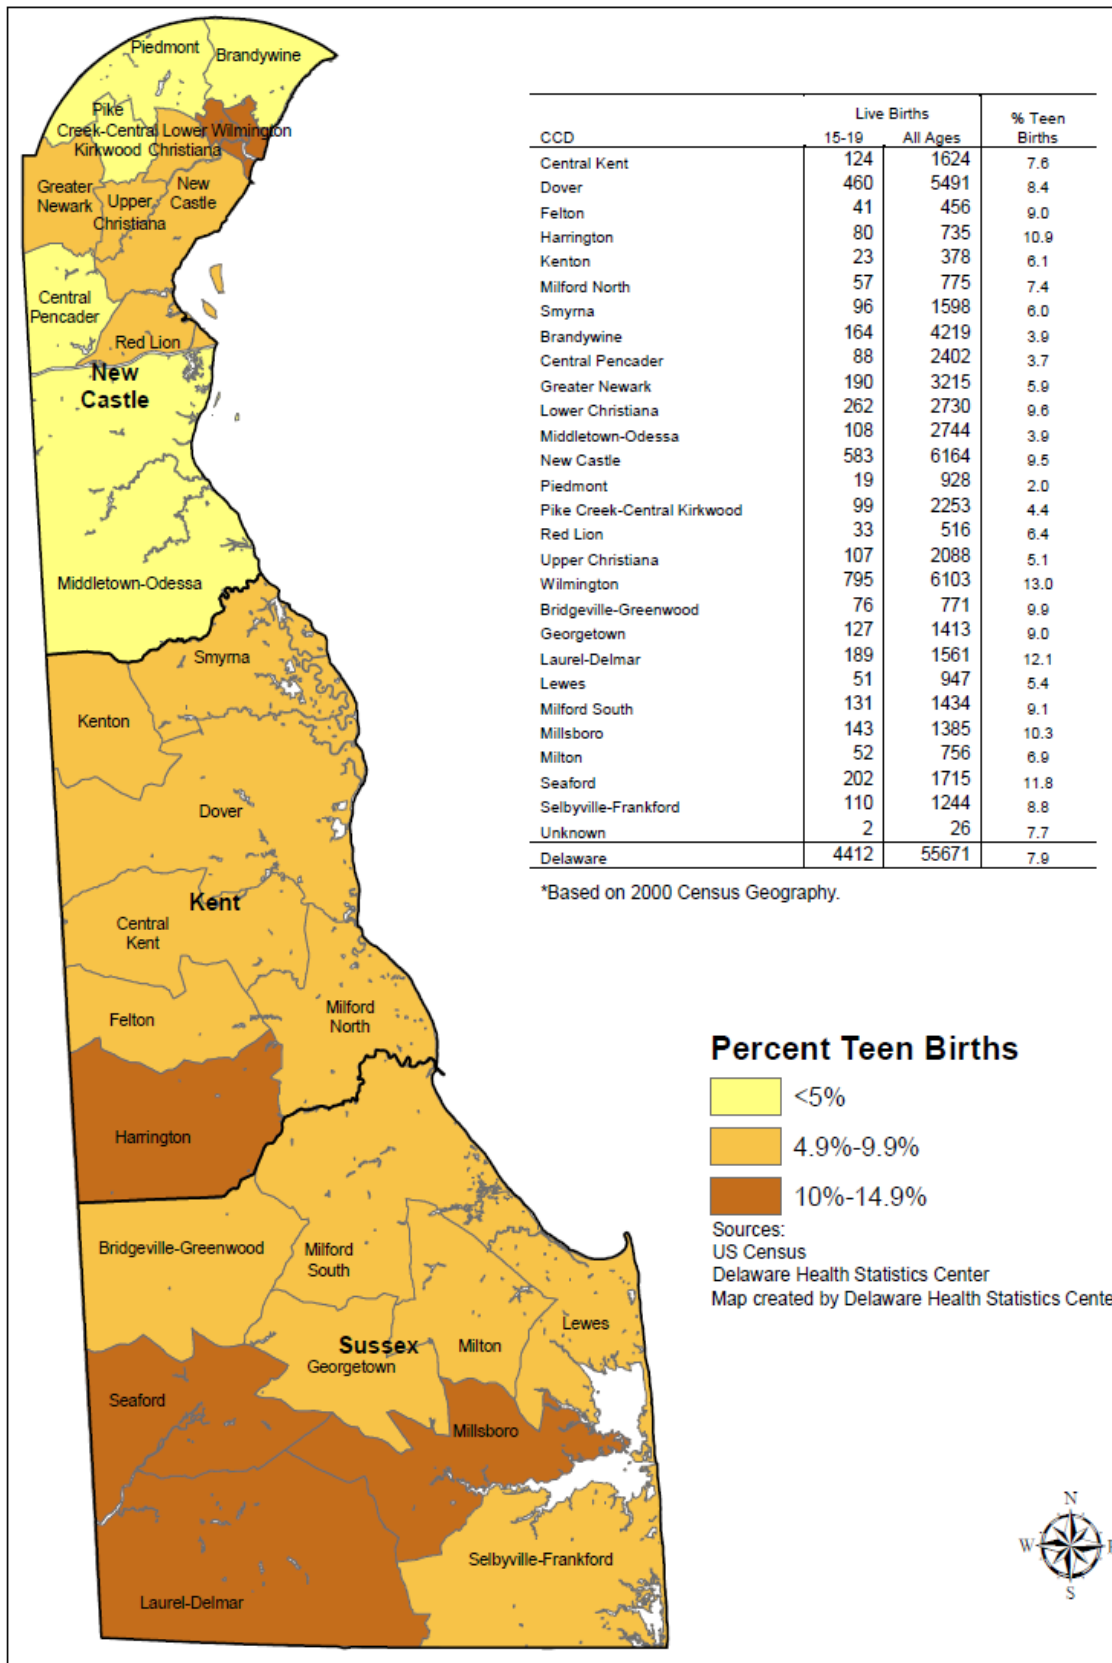 Piedmont
Brandywine
Pike
Creek-Central Lower Wilmington
Kirkwood Christiana
Greater
Newark
Upper
Christiana
New
Castle
Central
Pencader
Red Lion
New
Castle
Middletown-Odessa
Smyrna
Kenton
Dover
Kent
Central
Kent
Felton
Milford
North
Harrington
Bridgeville-Greenwood
Milford
South
Lewes
Milton
Sussex
Georgetown
Seaford
Millsboro
Selbyville-Frankford
Laurel-Delmar
Live Births
% Teen
Births
CCD 15-19 All Ages
Central Kent 124 1624 7.6
Dover 460 5491 8.4
Felton 41 456 9.0
Harrington 80 735 10.9
Kenton 23 378 6.1
Milford North 57 775 7.4
Smyrna 96 1598 6.0
Brandywine 164 4219 3.9
Central Pencader 88 2402 3.7
Greater Newark 190 3215 5.9
Lower Christiana 262 2730 9.6
Middletown-Odessa 108 2744 3.9
New Castle 583 6164 9.5
Piedmont 19 928 2.0
Pike Creek-Central Kirkwood 99 2253 4.4
Red Lion 33 516 6.4
Upper Christiana 107 2088 5.1
Wilmington 795 6103 13.0
Bridgeville-Greenwood 76 771 9.9
Georgetown 127 1413 9.0
Laurel-Delmar 189 1561 12.1
Lewes 51 947 5.4
Milford South 131 1434 9.1
Millsboro 143 1385 10.3
Milton 52 756 6.9
Seaford 202 1715 11.8
Selbyville-Frankford 110 1244 8.8
Unknown 2 26 7.7
Delaware 4412 55671 7.9
*Based on 2000 Census Geography.
Percent Teen Births
<5%
4.9%-9.9%
10%-14.9%
Sources:
US Census
Delaware Health Statistics Center
Map created by Delaware Health Statistics Cente
N
W
S